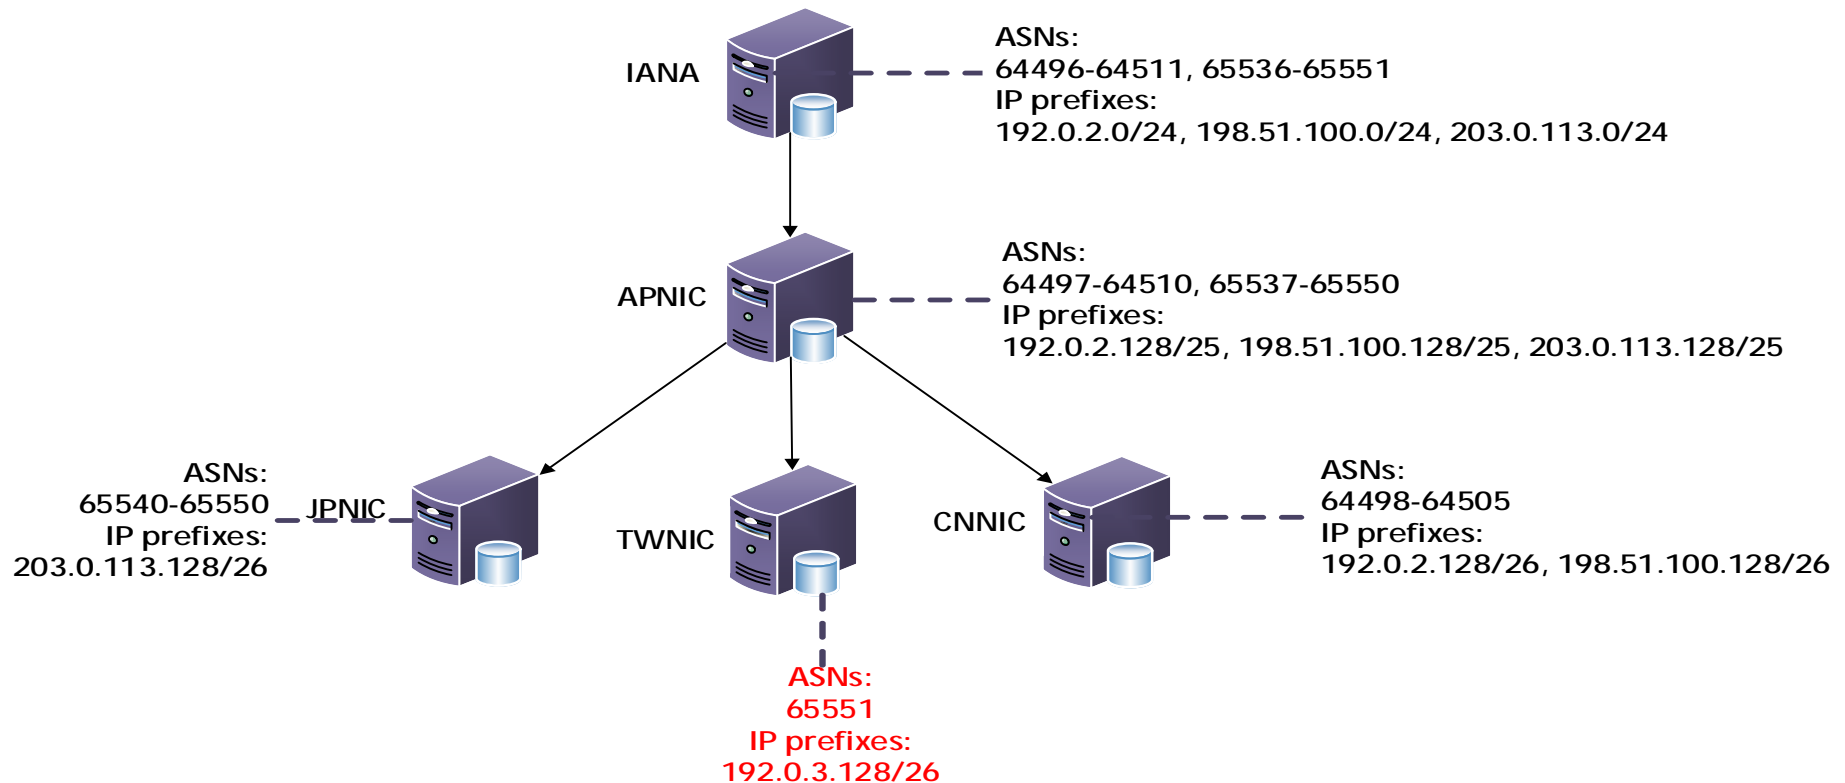 IANA
ASNs:
64496-64511, 65536-65551
IP prefixes:
192.0.2.0/24, 198.51.100.0/24, 203.0.113.0/24
APNIC
ASNs:
64497-64510, 65537-65550
IP prefixes:
192.0.2.128/25, 198.51.100.128/25, 203.0.113.128/25
ASNs:
65540-65550
IP prefixes:
203.0.113.128/26
JPNIC
TWNIC
ASNs:
65551
IP prefixes:
192.0.3.128/26
CNNIC
ASNs:
64498-64505
IP prefixes:
192.0.2.128/26, 198.51.100.128/26